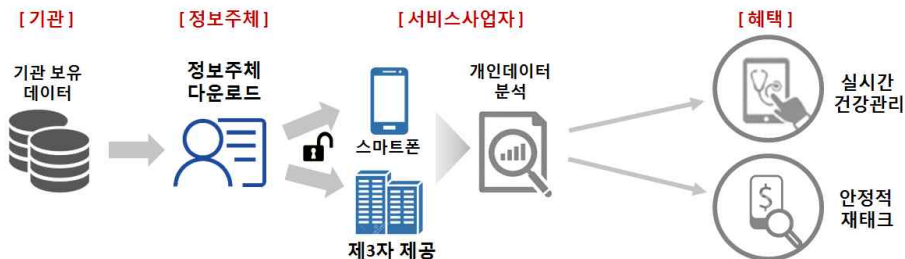 [ 기관 ]
[ 정보주체 ]
[ 서비스사업자 ]
[ 혜택 ]
기관 보유
데이터
정보주체
다운로드
스마트폰
제3자 제공
개인데이터
분석
실시간
건강관리
안정적
재태크